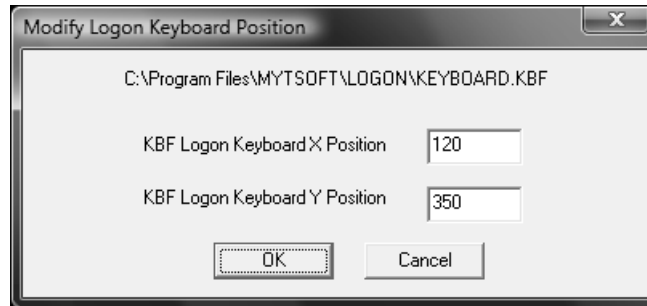 Modify Logon Keyboard Position
X
C:\Program Files\MYTSOFT\LOGON\KEYBOARD.KBF
KBF Logon Keyboard X Position 120
KBF Logon Keyboard Y Position 350
OK Cancel